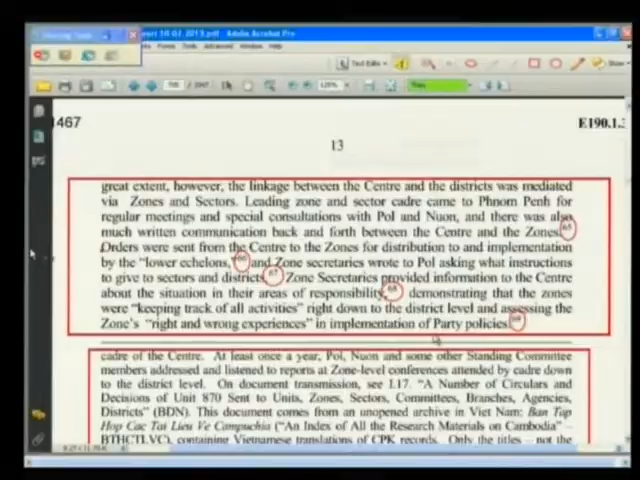 1467
E190.1.
13
great extent, however, the linkage between the Centre and the districts was mediated
via Zones and Sectors. Leading zone and sector cadre came to Phnom Penh for
regular meetings and special consultations with Pol and Nuon, and there was also
much written communication back and forth between the Centre and the Zones.65
Orders were sent from the Centre to the Zones for distribution to and implementation
by the "lower echelons,"66 and Zone secretaries wrote to Pol asking what instructions
to give to sectors and districts.67 Zone Secretaries provided information to the Centre
about the situation in their areas of responsibility,68 demonstrating that the zones
were "keeping track of all activities" right down to the district level and assessing the
Zone's "right and wrong experiences" in implementation of Party policies.69
cadre of the Centre. At least once a year, Pol, Nuon and some other Standing Committee
members addressed and listened to reports at Zone-level conferences attended by cadre down
to the district level. On document transmission, see I.17. "A Number of Circulars and
Decisions of Unit 870 Sent to Units, Zones, Sectors, Committees, Branches, Agencies,
Districts" (BDN). This document comes from an unopened archive in Viet Nam: Ban Tap
Hop Cac Tai Lieu Ve Campuchia ("An Index of All the Research Materials on Cambodia" –
BTHCTLVC), containing Vietnamese translations of CPK records. Only the titles – not the